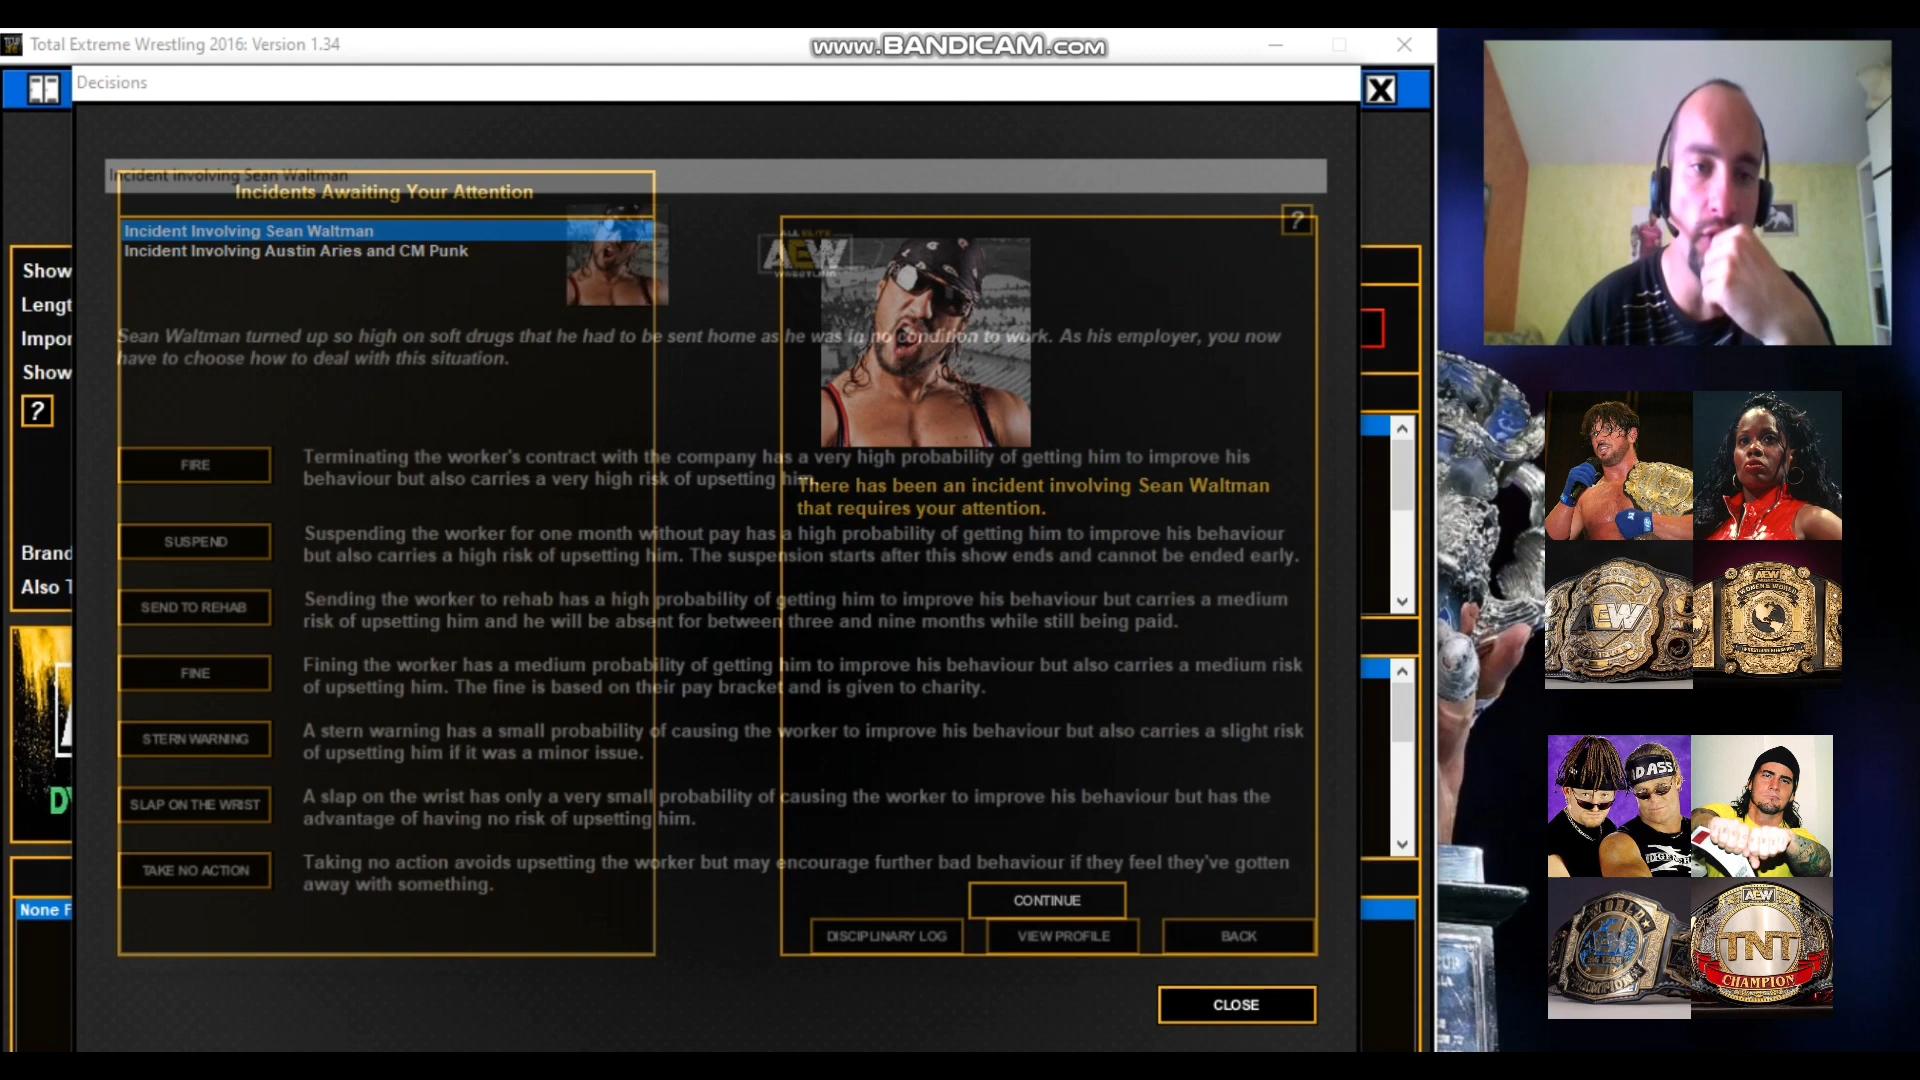 Total Extreme Wrestling 2016: Version 1.34
www.BANDICAM.com
Decisions
Incident involving Sean Waltman
Incidents Awaiting Your Attention
Incident Involving Sean Waltman
Incident Involving Austin Aries and CM Punk
?
ALL ELITE
AEW
WRESTLING
Show
Lengt
Impor
Show
?
Sean Waltman turned up so high on soft drugs that he had to be sent home as he was in no condition to work. As his employer, you now
have to choose how to deal with this situation.
FIRE
Terminating the worker's contract with the company has a very high probability of getting him to improve his
behaviour but also carries a very high risk of upsetting him.
There has been an incident involving Sean Waltman
that requires your attention.
SUSPEND
Suspending the worker for one month without pay has a high probability of getting him to improve his behaviour
but also carries a high risk of upsetting him. The suspension starts after this show ends and cannot be ended early.
Brand
Also T
SEND TO REHAB
Sending the worker to rehab has a high probability of getting him to improve his behaviour but carries a medium
risk of upsetting him and he will be absent for between three and nine months while still being paid.
FINE
Fining the worker has a medium probability of getting him to improve his behaviour but also carries a medium risk
of upsetting him. The fine is based on their pay bracket and is given to charity.
STERN WARNING
A stern warning has a small probability of causing the worker to improve his behaviour but also carries a slight risk
of upsetting him if it was a minor issue.
SLAP ON THE WRIST
A slap on the wrist has only a very small probability of causing the worker to improve his behaviour but has the
advantage of having no risk of upsetting him.
TAKE NO ACTION
Taking no action avoids upsetting the worker but may encourage further bad behaviour if they feel they've gotten
away with something.
CONTINUE
DISCIPLINARY LOG
VIEW PROFILE
BACK
None F
CLOSE
AEW
AEW
WOMEN'S WORLD
WORLD
AEW
AEW
TNT
CHAMPION